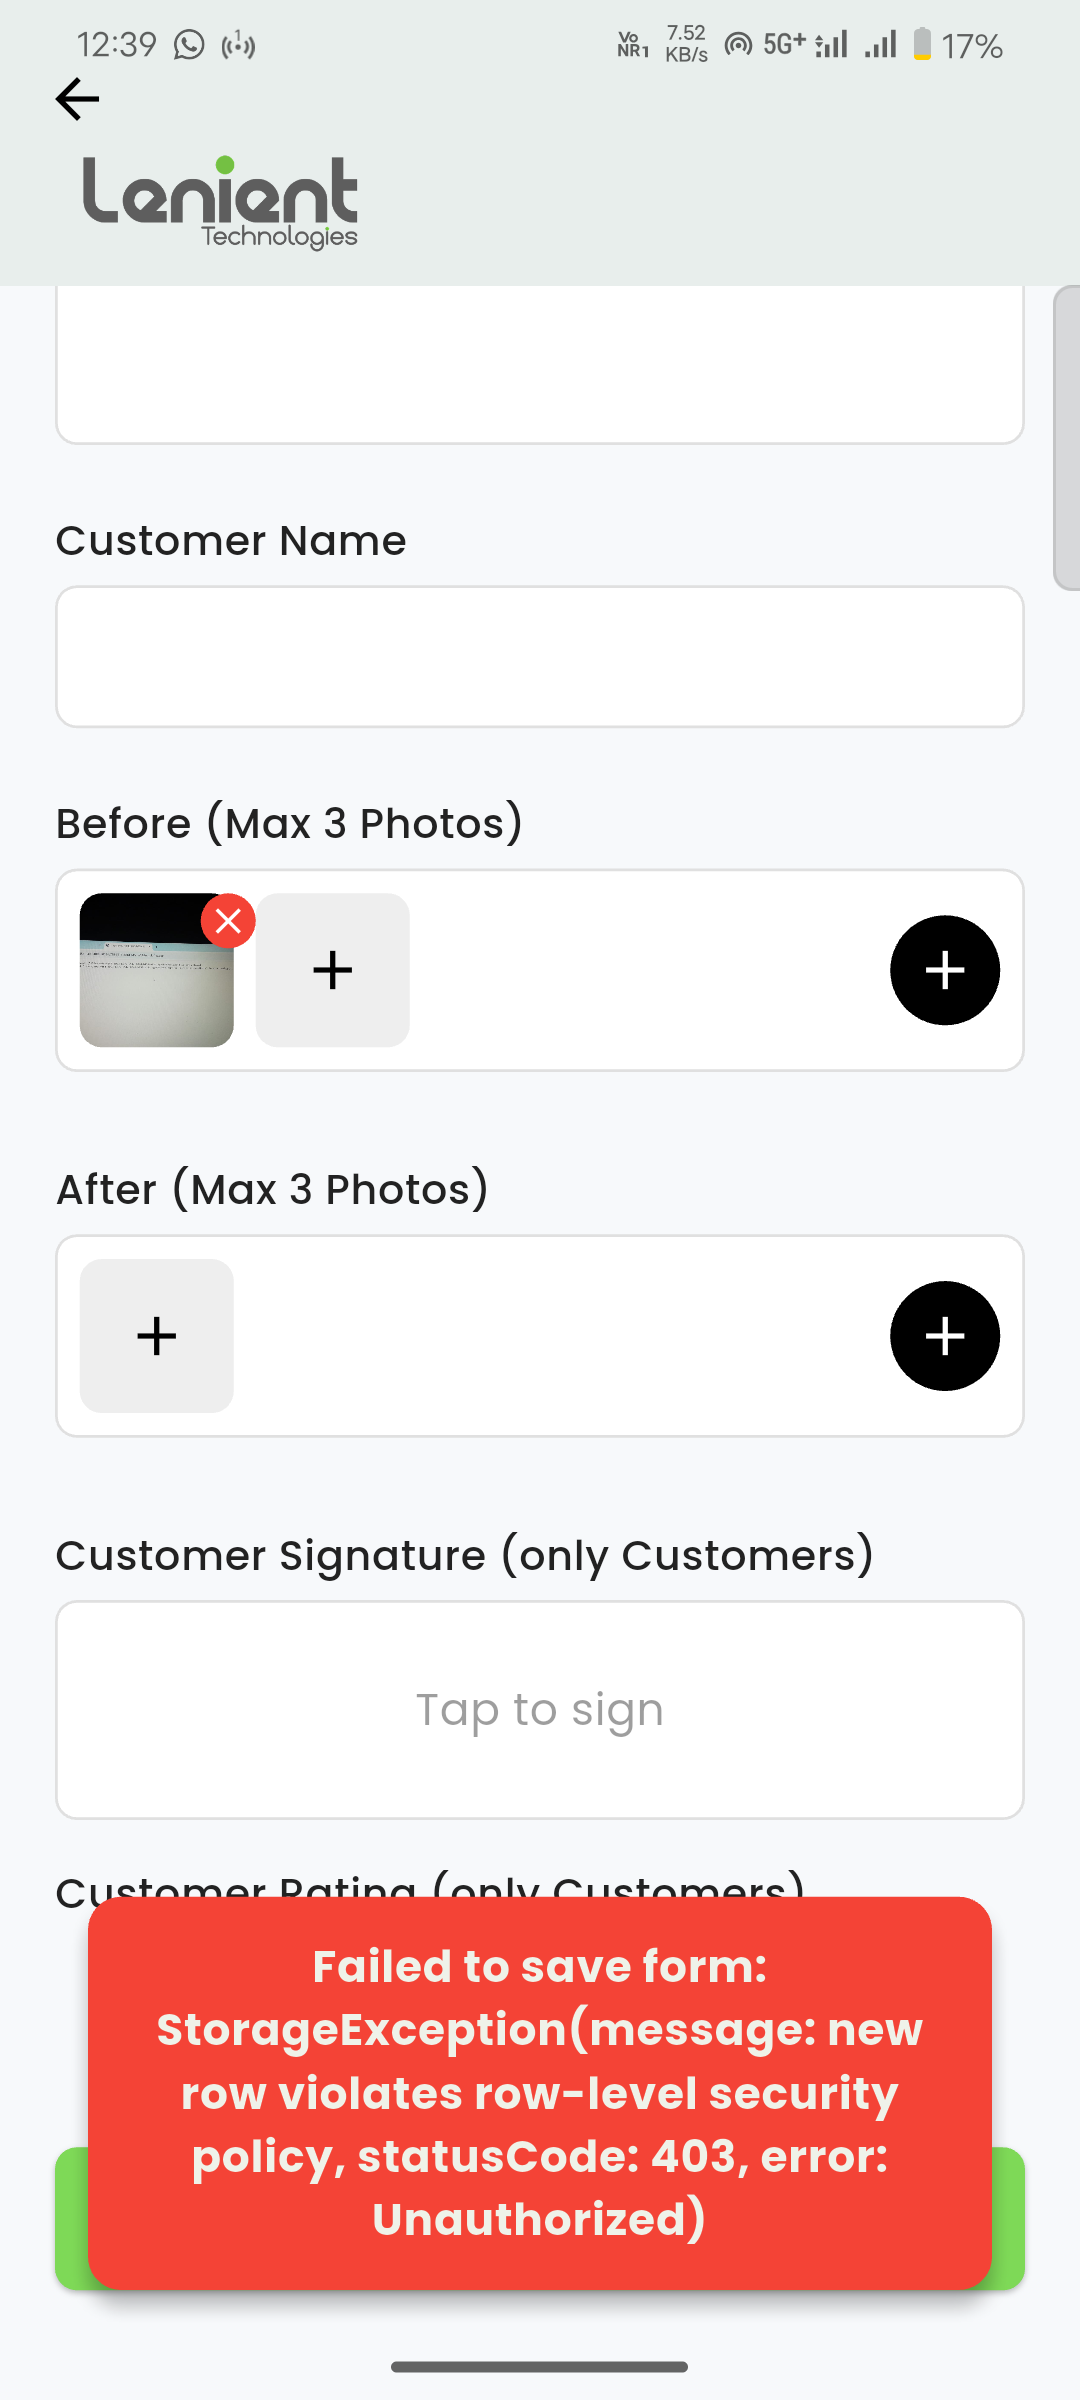 12:39
1
Vo
NR1
7.52
KB/s
5G+
17%
Lenient
Technologies
Customer Name
Before (Max 3 Photos)
After (Max 3 Photos)
Customer Signature (only Customers)
Tap to sign
Customer Rating (only Customers)
Failed to save form:
StorageException(message: new
row violates row-level security
policy, statusCode: 403, error:
Unauthorized)